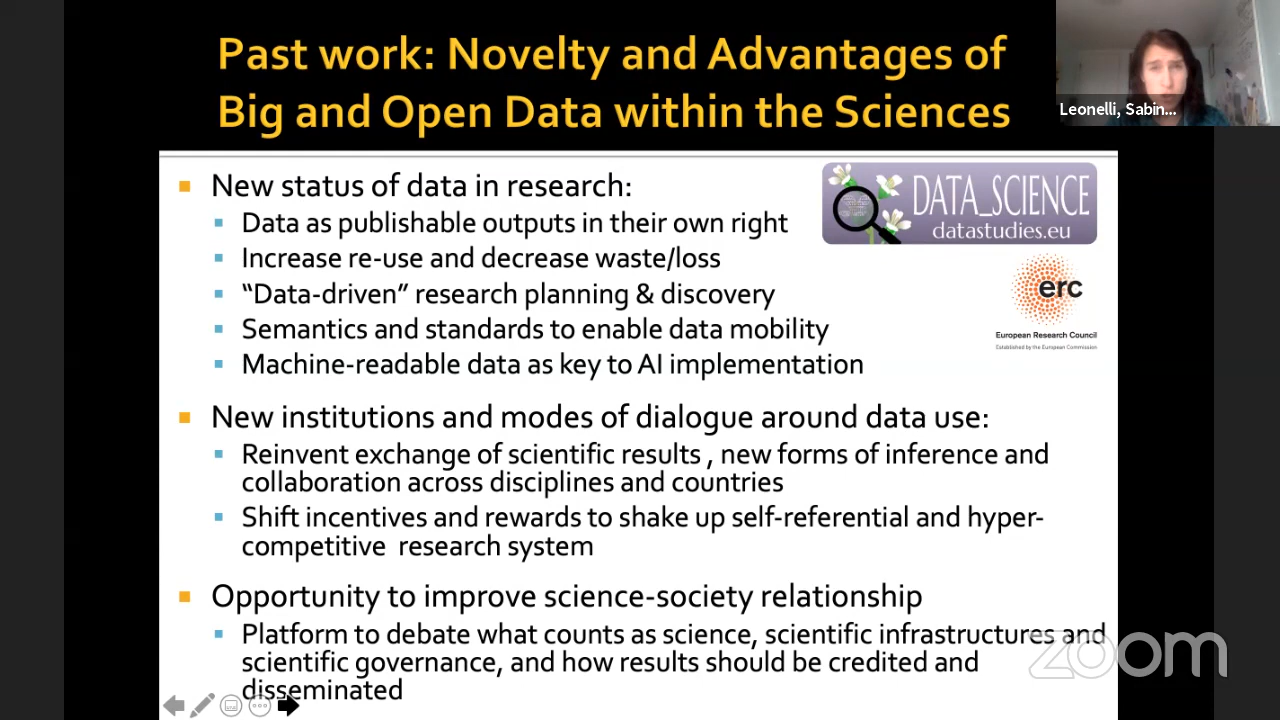 Past work: Novelty and Advantages of
Big and Open Data within the Sciences
Leonelli, Sabin...
New status of data in research:
DATA_SCIENCE
datastudies.eu
Data as publishable outputs in their own right
Increase re-use and decrease waste/loss
“Data-driven” research planning & discovery
erc
Semantics and standards to enable data mobility
European Research Council
Established by the European Commission
Machine-readable data as key to AI implementation
New institutions and modes of dialogue around data use:
Reinvent exchange of scientific results , new forms of inference and
collaboration across disciplines and countries
Shift incentives and rewards to shake up self-referential and hyper-
competitive research system
Opportunity to improve science-society relationship
Platform to debate what counts as science, scientific infrastructures and
scientific governance, and how results should be credited and
disseminated
zoom